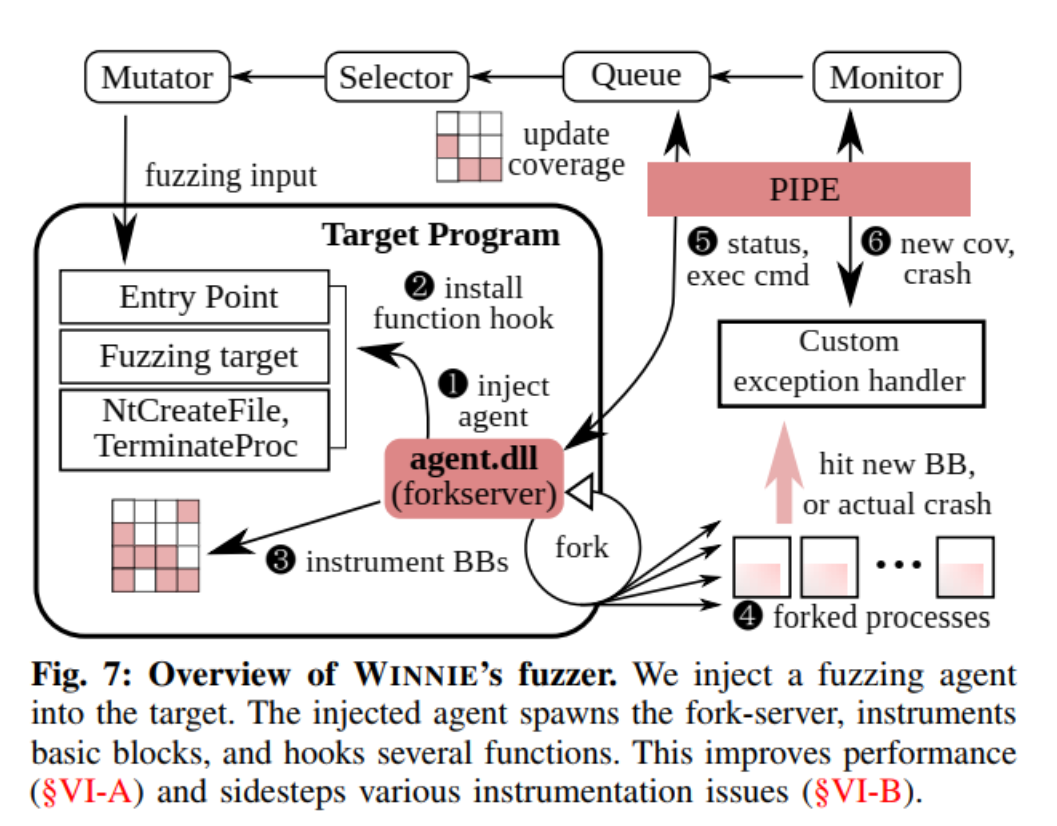 Mutator
Selector
Queue
Monitor
fuzzing input
update
coverage
PIPE
Target Program
❺ status,
exec cmd
❻ new cov,
crash
Entry Point
Fuzzing target
NtCreateFile,
TerminateProc
❷ install
function hook
❶ inject
agent
agent.dll
(forkserver)
❸ instrument BBs
fork
Custom
exception handler
hit new BB,
or actual crash
•••
❹ forked processes
Fig. 7: Overview of WINNIE's fuzzer. We inject a fuzzing agent
into the target. The injected agent spawns the fork-server, instruments
basic blocks, and hooks several functions. This improves performance
(§VI-A) and sidesteps various instrumentation issues (§VI-B).